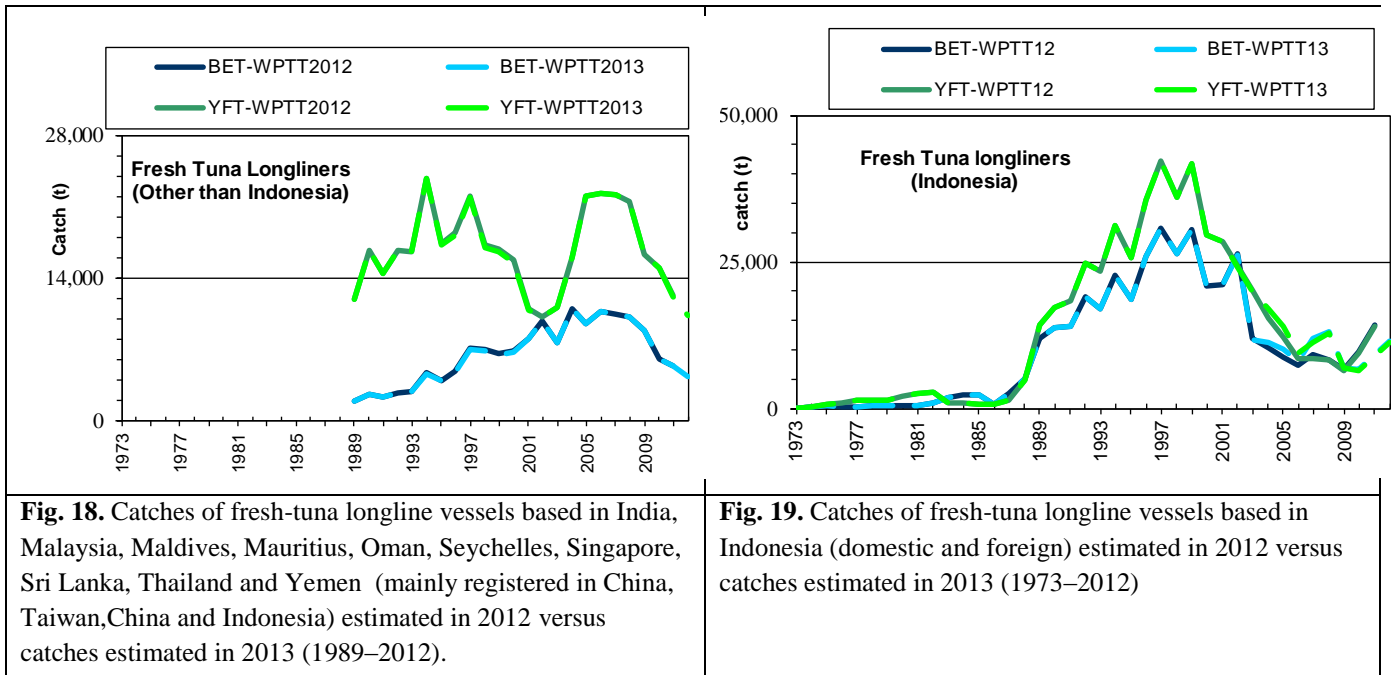 BET-WPTT2012 BET-WPTT2013
YFT-WPTT2012 YFT-WPTT2013
28,000
14,000
0
Catch (t)
Fresh Tuna Longliners
(Other than Indonesia)
1973 1977 1981 1985 1989 1993 1997 2001 2005 2009
BET-WPTT12 BET-WPTT13
YFT-WPTT12 YFT-WPTT13
50,000
25,000
0
catch (t)
Fresh Tuna longliners
(Indonesia)
1973 1977 1981 1985 1989 1993 1997 2001 2005 2009
Fig. 18. Catches of fresh-tuna longline vessels based in India,
Malaysia, Maldives, Mauritius, Oman, Seychelles, Singapore,
Sri Lanka, Thailand and Yemen (mainly registered in China,
Taiwan,China and Indonesia) estimated in 2012 versus
catches estimated in 2013 (1989–2012).
Fig. 19. Catches of fresh-tuna longline vessels based in
Indonesia (domestic and foreign) estimated in 2012 versus
catches estimated in 2013 (1973–2012)